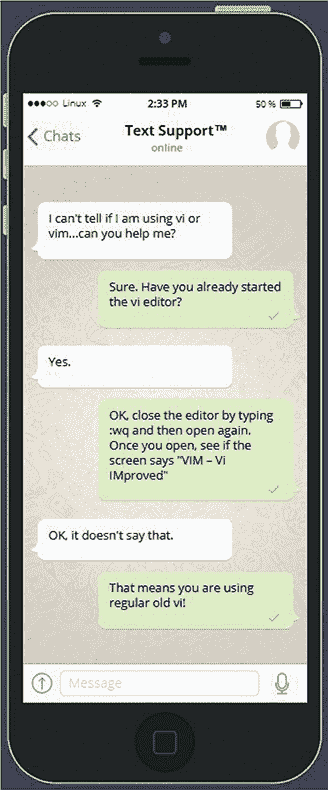 Linux 2:33 PM 50 %
Chats Text Support™
online
I can't tell if I am using vi or
vim...can you help me?
Sure. Have you already started
the vi editor?
Yes.
OK, close the editor by typing
:wq and then open again.
Once you open, see if the
screen says "VIM – Vi
IMproved"
OK, it doesn't say that.
That means you are using
regular old vi!
Message